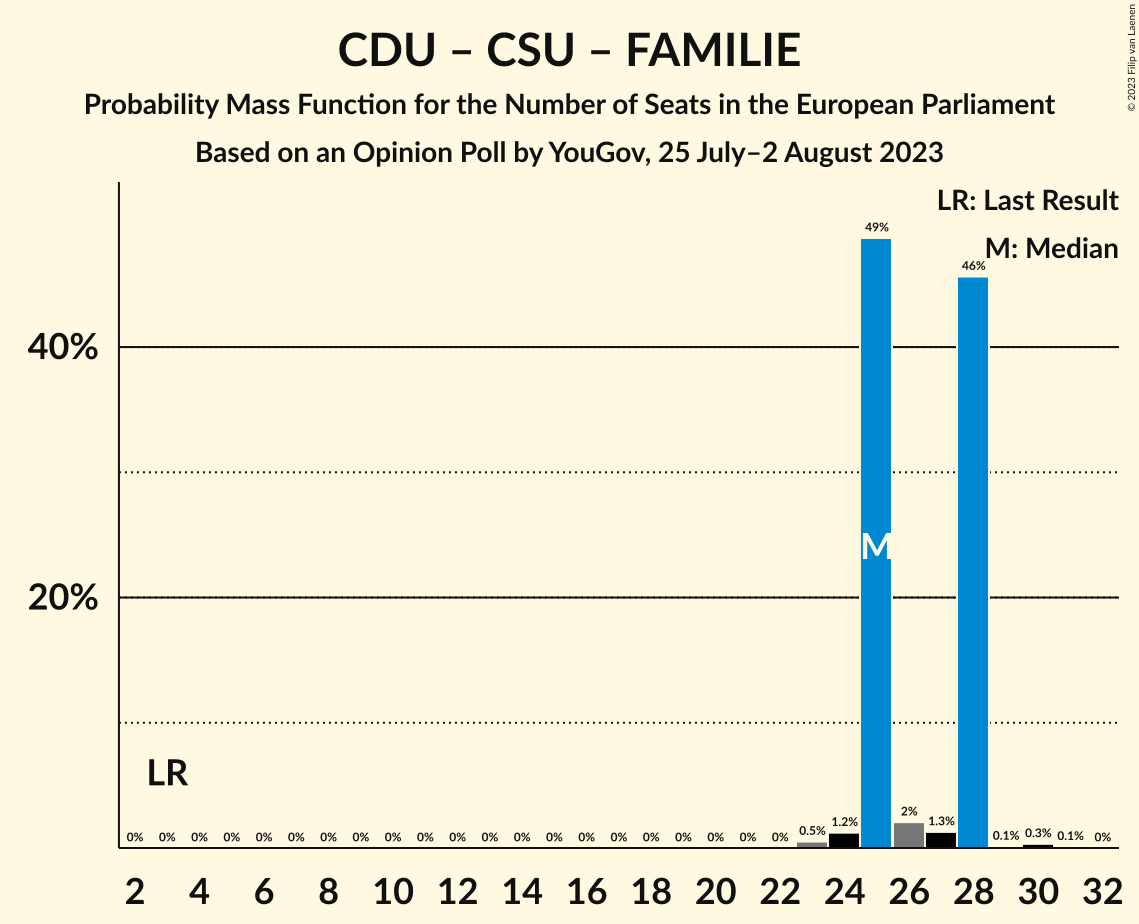 CDU – CSU – FAMILIE
Probability Mass Function for the Number of Seats in the European Parliament
Based on an Opinion Poll by YouGov, 25 July–2 August 2023
© 2023 Filip van Laenen
LR: Last Result
M: Median
49%
46%
40%
M
20%
LR
0% 0% 0% 0% 0% 0% 0% 0% 0% 0% 0% 0% 0% 0% 0% 0% 0% 0% 0% 0% 0% 0.5% 1.2% 2% 1.3% 0.1% 0.3% 0.1% 0%
2 4 6 8 10 12 14 16 18 20 22 24 26 28 30 32